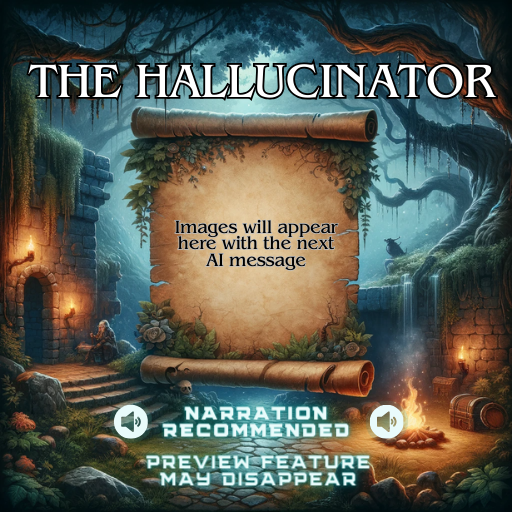 THE HALLUCINATOR
Images will appear
here with the next
AI message
NARRATION
RECOMMENDED
PREVIEW FEATURE
MAY DISAPPEAR